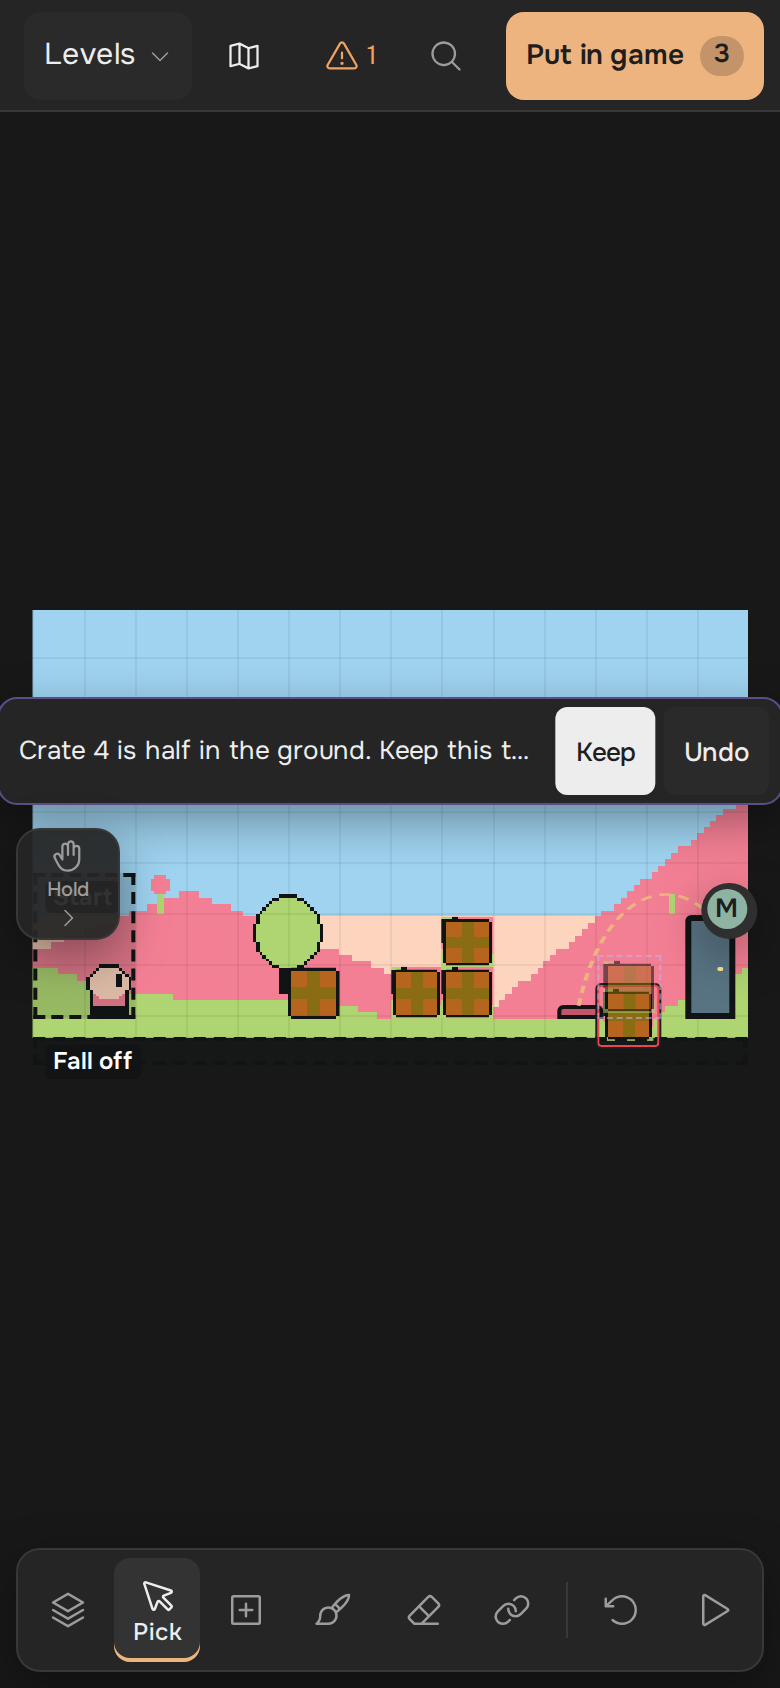 Levels
1
Put in game 3
Crate 4 is half in the ground. Keep this t...
Keep
Undo
Start
Hold
M
Fall off
Pick